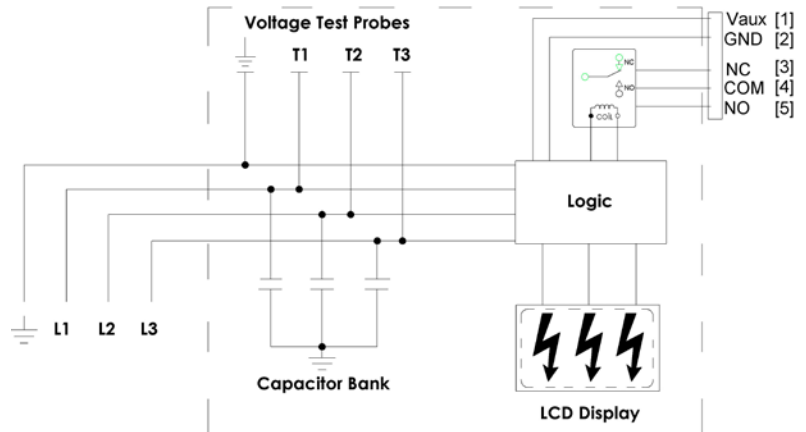 Voltage Test Probes
T1 T2 T3
Vaux [1]
GND [2]
NC [3]
COM [4]
NO [5]
NC
NO
COIL
Logic
L1 L2 L3
Capacitor Bank
LCD Display